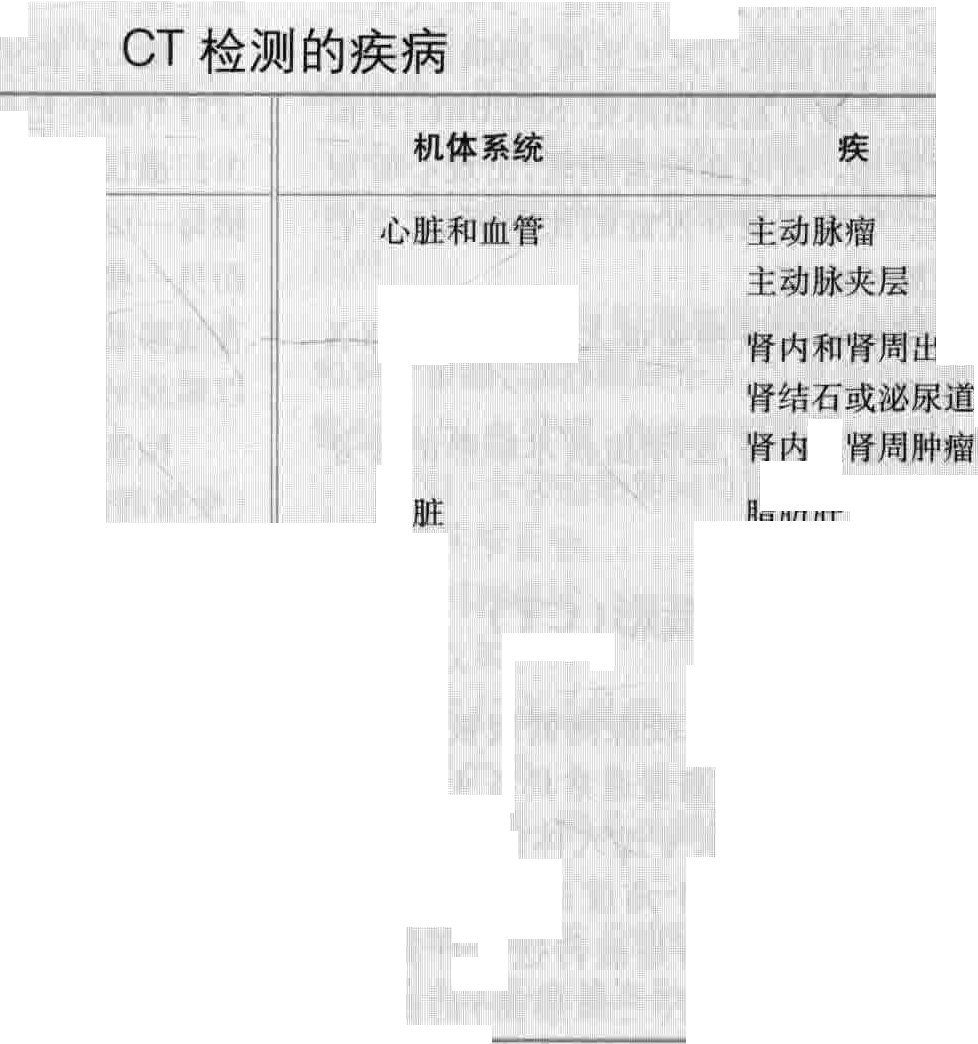 CT 检测的疾病
机体系统 疾
心脏和血管 主动脉瘤
主动脉夹层
肾内和肾周出
肾结石或泌尿道
肾内 肾周肿瘤
脏